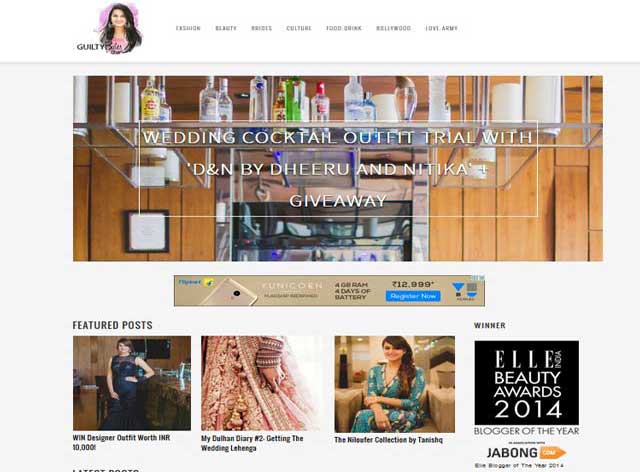 GUILTYBytes
FASHION BEAUTY BRIDES CULTURE FOOD.DRINK BOLLYWOOD LOVE.ARMY
WEDDING COCKTAIL OUTFIT TRIAL WITH
'D&N BY DHEERU AND NITIKA' +
GIVEAWAY
Flipkart
YUNICORN
FLAGSHIP REDEFINED
4 GB RAM
4 DAYS OF
BATTERY
₹12,999*
Register Now
FEATURED POSTS
WIN Designer Outfit Worth INR
10,000!
My Dulhan Diary #2- Getting The
Wedding Lehenga
The Niloufer Collection by Tanishq
WINNER
ELLE INDIA
BEAUTY
AWARDS
2014
BLOGGER OF THE YEAR
IN ASSOCIATION WITH
JABONG.COM
Elle Blogger of The Year 2014
LATEST POSTS